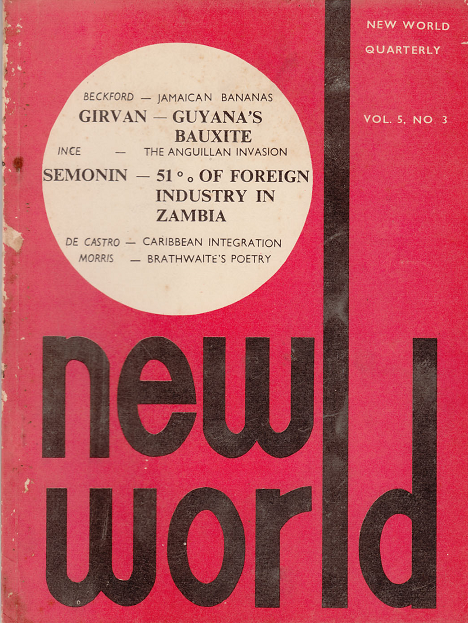 NEW WORLD
QUARTERLY
VOL. 5, NO 3
BECKFORD — JAMAICAN BANANAS
GIRVAN — GUYANA'S
BAUXITE
INCE — THE ANGUILLAN INVASION
SEMONIN — 51% OF FOREIGN
INDUSTRY IN
ZAMBIA
DE CASTRO — CARIBBEAN INTEGRATION
MORRIS — BRATHWAITE'S POETRY
new
world